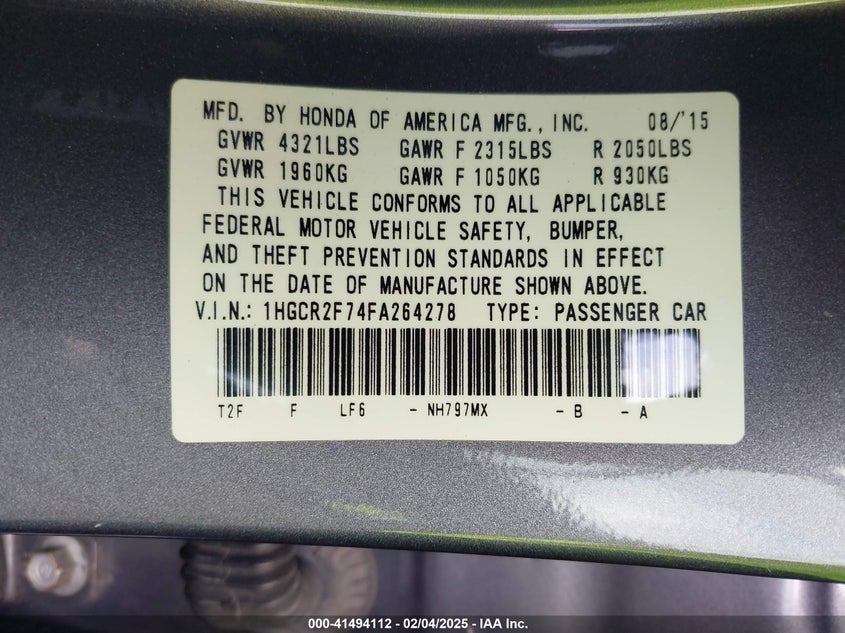 MFD. BY HONDA OF AMERICA MFG., INC. 08/'15
GVWR 4321LBS GAWR F 2315LBS R 2050LBS
GVWR 1960KG GAWR F 1050KG R 930KG
THIS VEHICLE CONFORMS TO ALL APPLICABLE
FEDERAL MOTOR VEHICLE SAFETY, BUMPER,
AND THEFT PREVENTION STANDARDS IN EFFECT
ON THE DATE OF MANUFACTURE SHOWN ABOVE.
V.I.N.: 1HGCR2F74FA264278 TYPE: PASSENGER CAR
T2F F LF6 - NH797MX - B - A
000-41494112 - 02/04/2025 - IAA Inc.